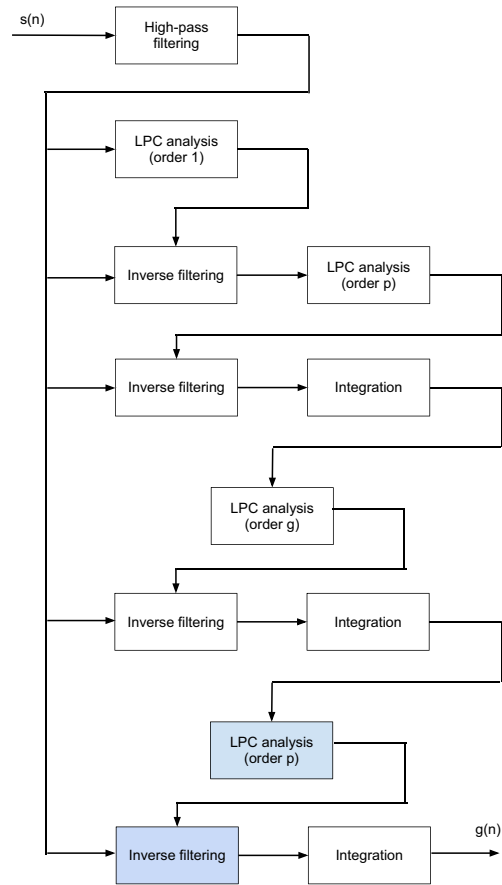 s(n)
High-pass
filtering
LPC analysis
(order 1)
Inverse filtering
LPC analysis
(order p)
Inverse filtering
Integration
LPC analysis
(order g)
Inverse filtering
Integration
LPC analysis
(order p)
Inverse filtering
Integration
g(n)